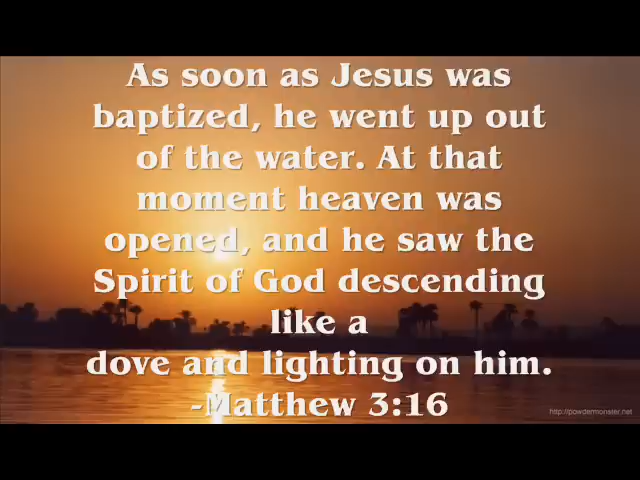 As soon as Jesus was
baptized, he went up out
of the water. At that
moment heaven was
opened, and he saw the
Spirit of God descending
like a
dove and lighting on him.
-Matthew 3:16
http://powdermonster.net